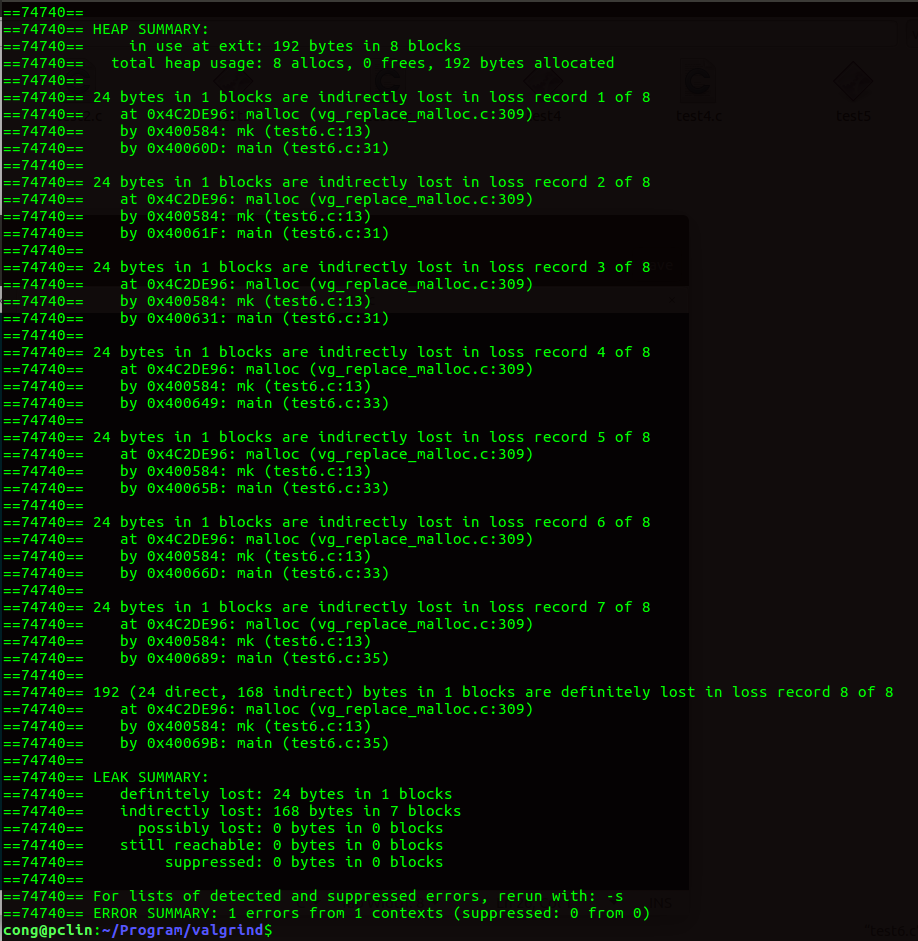 ==74740==
==74740== HEAP SUMMARY:
==74740==     in use at exit: 192 bytes in 8 blocks
==74740==   total heap usage: 8 allocs, 0 frees, 192 bytes allocated
==74740==
==74740== 24 bytes in 1 blocks are indirectly lost in loss record 1 of 8
==74740==    at 0x4C2DE96: malloc (vg_replace_malloc.c:309)
==74740==    by 0x400584: mk (test6.c:13)
==74740==    by 0x40060D: main (test6.c:31)
==74740==
==74740== 24 bytes in 1 blocks are indirectly lost in loss record 2 of 8
==74740==    at 0x4C2DE96: malloc (vg_replace_malloc.c:309)
==74740==    by 0x400584: mk (test6.c:13)
==74740==    by 0x40061F: main (test6.c:31)
==74740==
==74740== 24 bytes in 1 blocks are indirectly lost in loss record 3 of 8
==74740==    at 0x4C2DE96: malloc (vg_replace_malloc.c:309)
==74740==    by 0x400584: mk (test6.c:13)
==74740==    by 0x400631: main (test6.c:31)
==74740==
==74740== 24 bytes in 1 blocks are indirectly lost in loss record 4 of 8
==74740==    at 0x4C2DE96: malloc (vg_replace_malloc.c:309)
==74740==    by 0x400584: mk (test6.c:13)
==74740==    by 0x400649: main (test6.c:33)
==74740==
==74740== 24 bytes in 1 blocks are indirectly lost in loss record 5 of 8
==74740==    at 0x4C2DE96: malloc (vg_replace_malloc.c:309)
==74740==    by 0x400584: mk (test6.c:13)
==74740==    by 0x40065B: main (test6.c:33)
==74740==
==74740== 24 bytes in 1 blocks are indirectly lost in loss record 6 of 8
==74740==    at 0x4C2DE96: malloc (vg_replace_malloc.c:309)
==74740==    by 0x400584: mk (test6.c:13)
==74740==    by 0x40066D: main (test6.c:33)
==74740==
==74740== 24 bytes in 1 blocks are indirectly lost in loss record 7 of 8
==74740==    at 0x4C2DE96: malloc (vg_replace_malloc.c:309)
==74740==    by 0x400584: mk (test6.c:13)
==74740==    by 0x400689: main (test6.c:35)
==74740==
==74740== 192 (24 direct, 168 indirect) bytes in 1 blocks are definitely lost in loss record 8 of 8
==74740==    at 0x4C2DE96: malloc (vg_replace_malloc.c:309)
==74740==    by 0x400584: mk (test6.c:13)
==74740==    by 0x40069B: main (test6.c:35)
==74740==
==74740== LEAK SUMMARY:
==74740==    definitely lost: 24 bytes in 1 blocks
==74740==    indirectly lost: 168 bytes in 7 blocks
==74740==      possibly lost: 0 bytes in 0 blocks
==74740==    still reachable: 0 bytes in 0 blocks
==74740==         suppressed: 0 bytes in 0 blocks
==74740==
==74740== For lists of detected and suppressed errors, rerun with: -s
==74740== ERROR SUMMARY: 1 errors from 1 contexts (suppressed: 0 from 0)
cong@pclin:~/Program/valgrind$
test4.c
test5